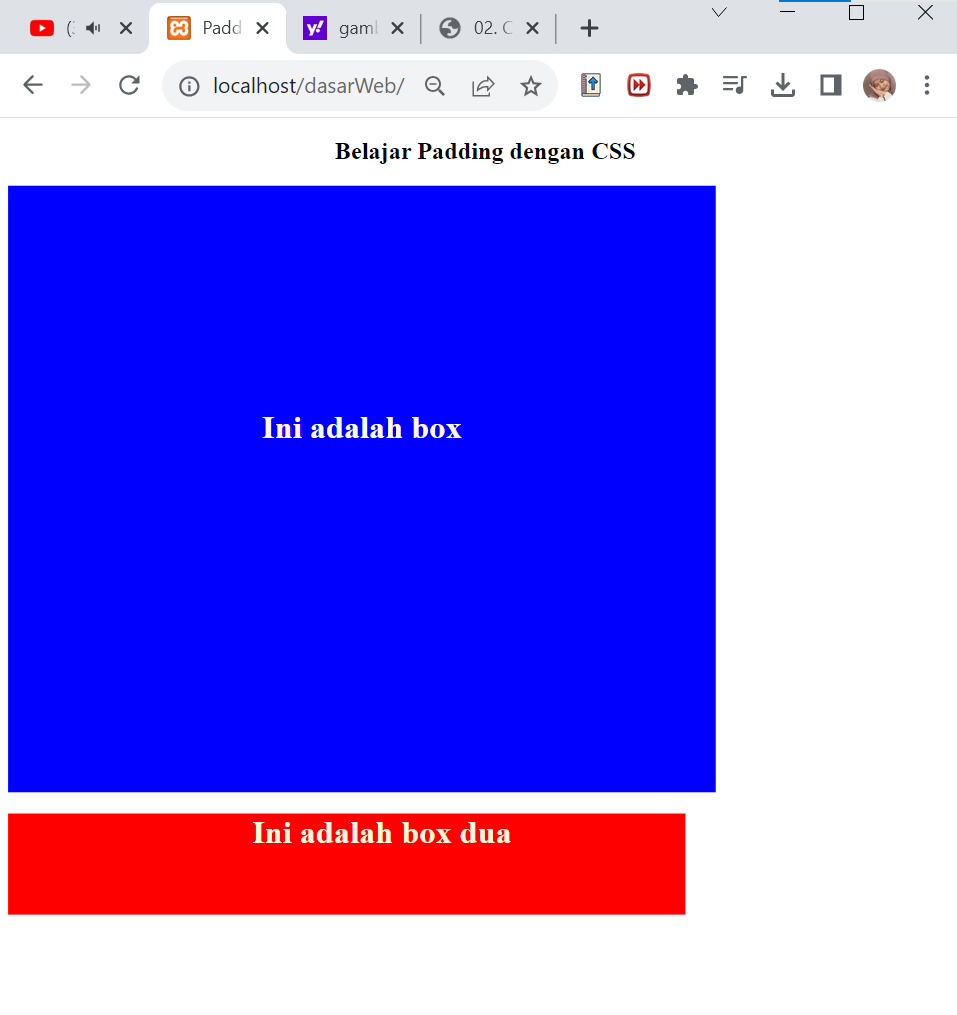 Padd
gaml
02. C
localhost/dasarWeb/
Belajar Padding dengan CSS
Ini adalah box
Ini adalah box dua